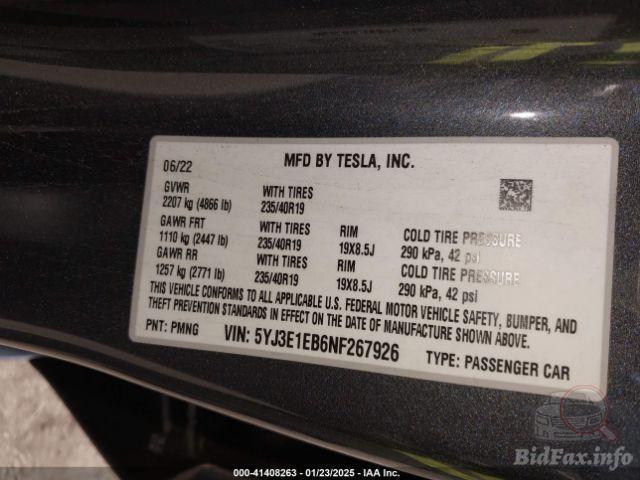 06/22
MFD BY TESLA, INC.
GVWR WITH TIRES
2207 kg (4866 lb) 235/40R19
GAWR FRT WITH TIRES RIM COLD TIRE PRESSURE
1110 kg (2447 lb) 235/40R19 19X8.5J 290 kPa, 42 psi
GAWR RR WITH TIRES RIM COLD TIRE PRESSURE
1257 kg (2771 lb) 235/40R19 19X8.5J 290 kPa, 42 psi
THIS VEHICLE CONFORMS TO ALL APPLICABLE U.S. FEDERAL MOTOR VEHICLE SAFETY, BUMPER, AND
THEFT PREVENTION STANDARDS IN EFFECT ON THE DATE OF MANUFACTURE SHOWN ABOVE.
PNT: PMNG VIN: 5YJ3E1EB6NF267926 TYPE: PASSENGER CAR
000-41408263 - 01/23/2025 - IAA Inc.
BidFax.info